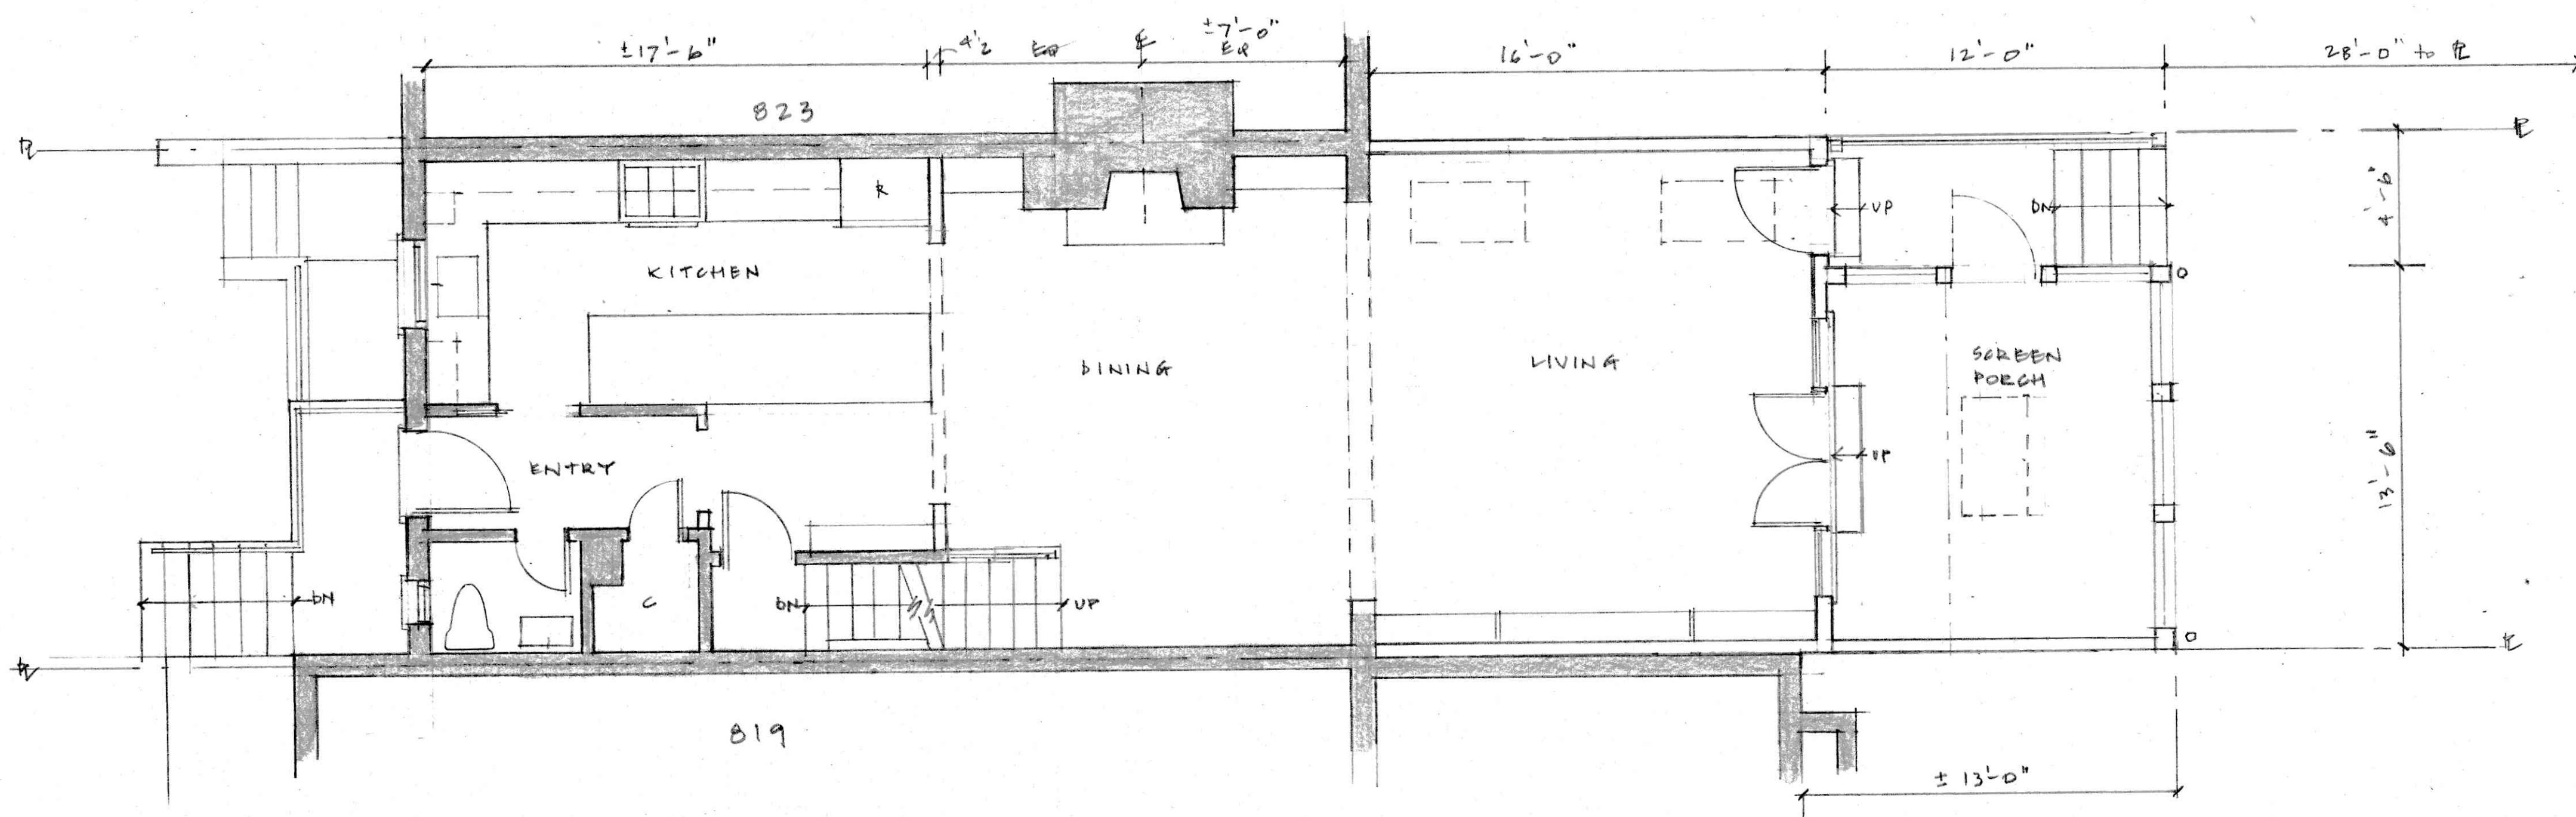 ±17'-6"
4'2
EQ
℄
±7'-0"
EQ
16'-0"
12'-0"
28'-0" to ℄
823
℄
℄
R
KITCHEN
UP
DN
4'-6"
DINING
LIVING
SCREEN
PORCH
ENTRY
UP
13'-6"
DN
C
DN
UP
℄
℄
819
±13'-0"